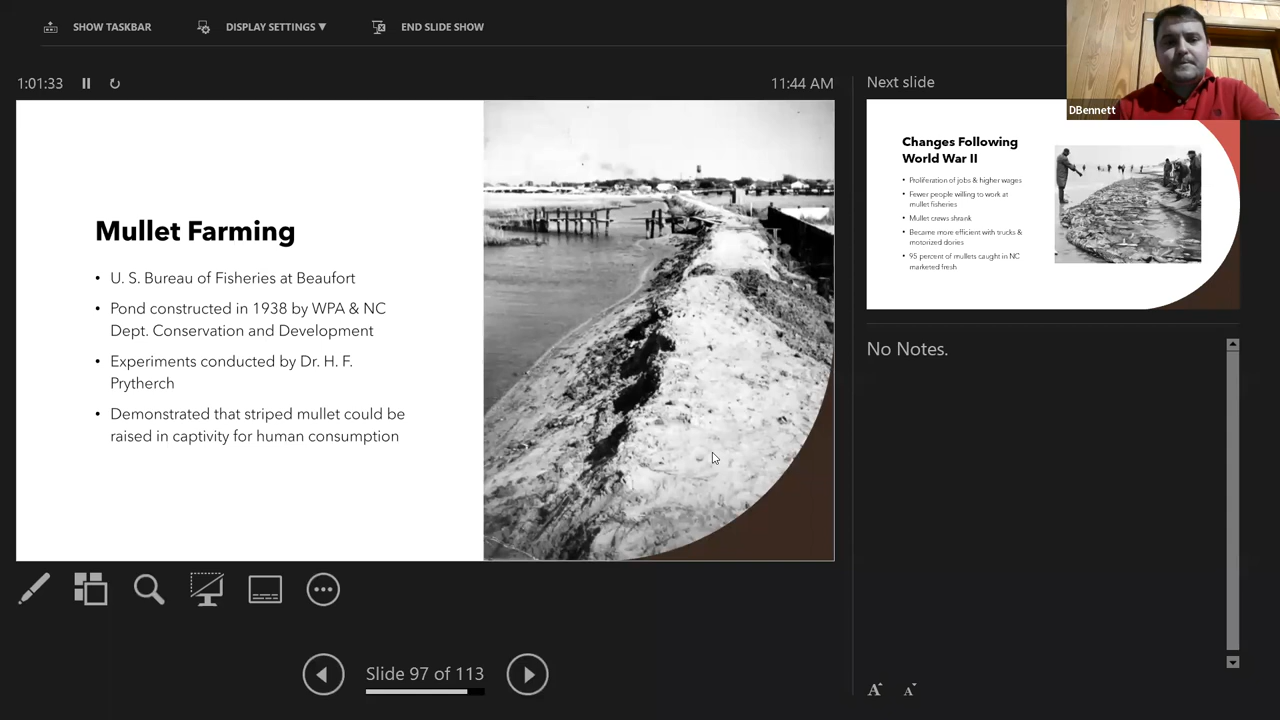 SHOW TASKBAR
DISPLAY SETTINGS ▼
END SLIDE SHOW
DBennett
1:01:33
11:44 AM
Next slide
Mullet Farming
• U. S. Bureau of Fisheries at Beaufort
• Pond constructed in 1938 by WPA & NC
Dept. Conservation and Development
• Experiments conducted by Dr. H. F.
Prytherch
• Demonstrated that striped mullet could be
raised in captivity for human consumption
Changes Following
World War II
• Proliferation of jobs & higher wages
• Fewer people willing to work at
mullet fisheries
• Mullet crews shrank
• Became more efficient with trucks &
motorized dories
• 95 percent of mullets caught in NC
marketed fresh
No Notes.
Slide 97 of 113
A A